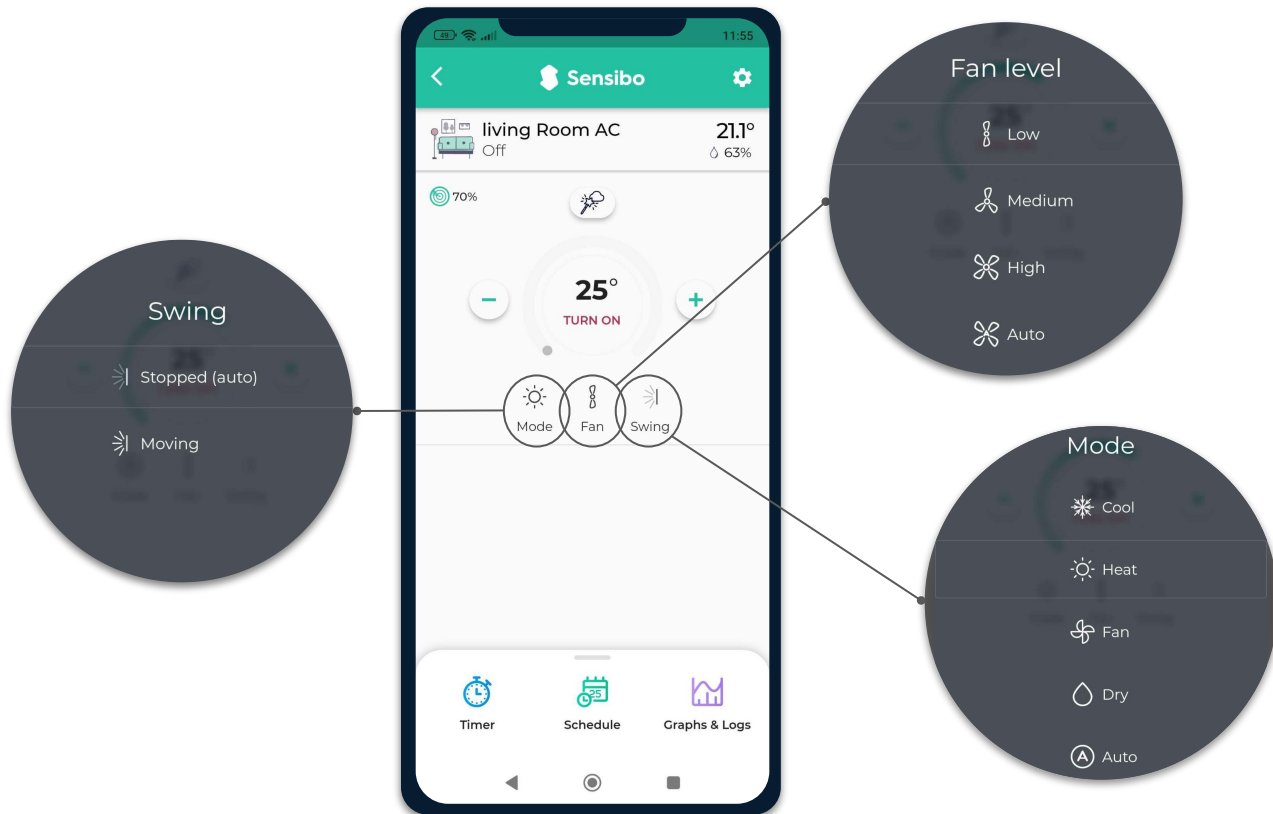 49
11:55
Sensibo
living Room AC
Off
21.1°
63%
70%
25°
TURN ON
Mode
Fan
Swing
25
Timer
Schedule
Graphs & Logs
Swing
Stopped (auto)
Moving
Fan level
Low
Medium
High
Auto
Mode
Cool
Heat
Fan
Dry
A
Auto